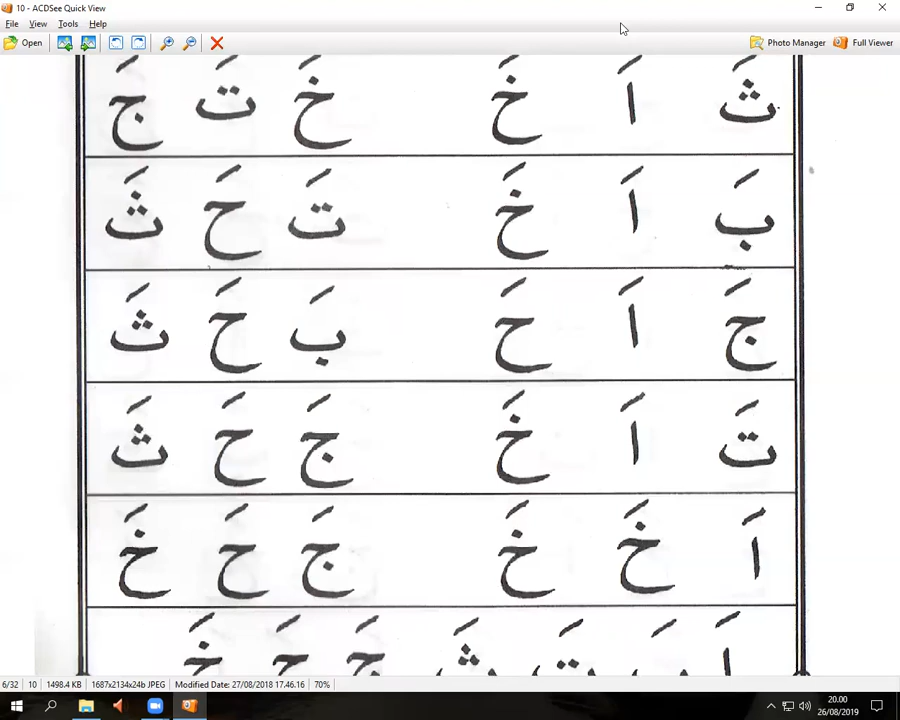 10 - ACDSee Quick View
File View Tools Help
Open Photo Manager Full Viewer
ثَ اَ خَ خَ تَ جَ
بَ اَ خَ تَ حَ ثَ
جَ اَ حَ بَ حَ ثَ
تَ اَ خَ جَ حَ ثَ
اَ خَ خَ جَ حَ خَ
اَ بَ تَ ثَ جَ حَ خَ
6/32 10 1498.4 KB 1687x2134x24b JPEG Modified Date: 27/08/2018 17.46.16 70%
20.00
26/08/2019